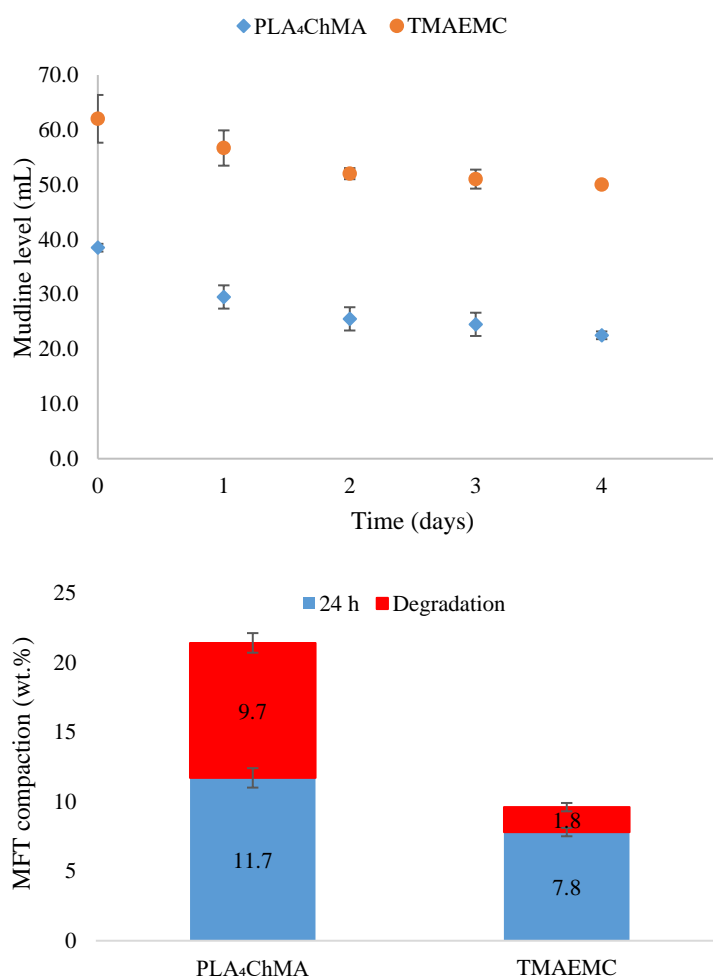 PLA₄ChMA TMAEMC
70.0
60.0
50.0
40.0
30.0
20.0
10.0
0.0
Mudline level (mL)
0 1 2 3 4
Time (days)
25
20
15
10
5
0
MFT compaction (wt.%)
24 h Degradation
9.7
11.7
1.8
7.8
PLA₄ChMA TMAEMC